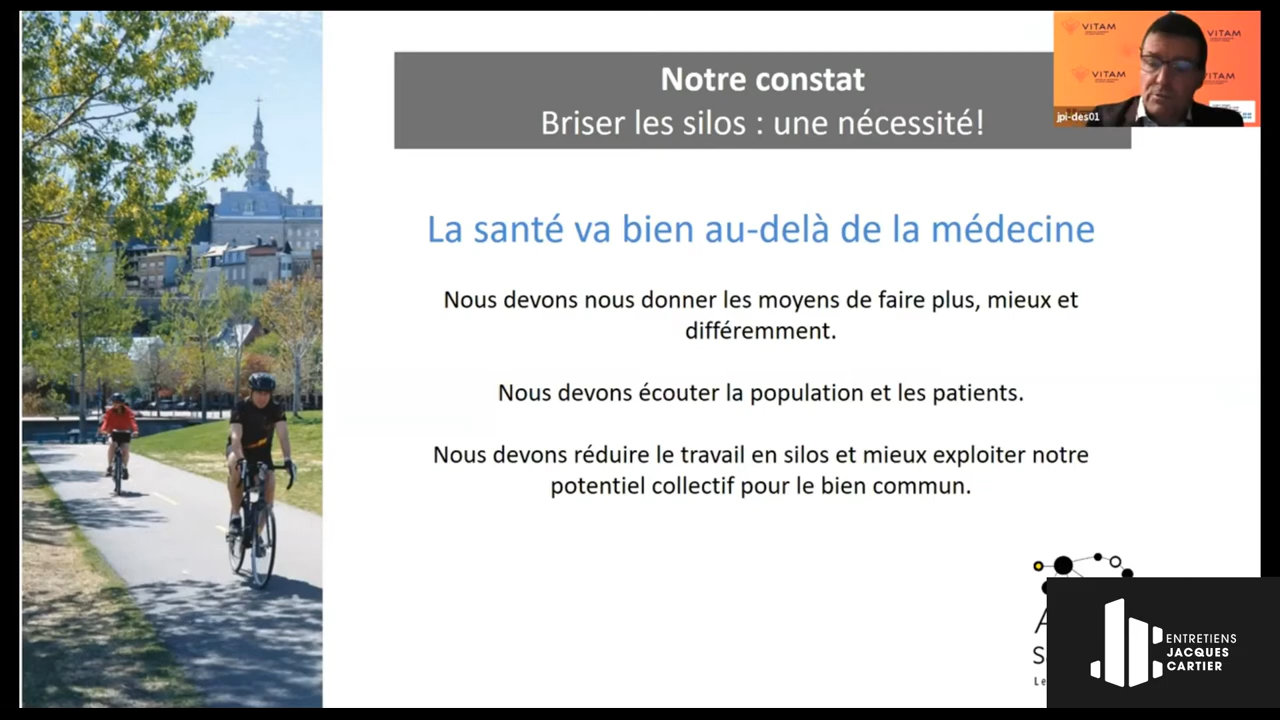 Notre constat
Briser les silos : une nécessité!
VITAM
VITAM
VITAM
jpi-des01
La santé va bien au-delà de la médecine
Nous devons nous donner les moyens de faire plus, mieux et
différemment.
Nous devons écouter la population et les patients.
Nous devons réduire le travail en silos et mieux exploiter notre
potentiel collectif pour le bien commun.
ENTRETIENS
JACQUES
CARTIER